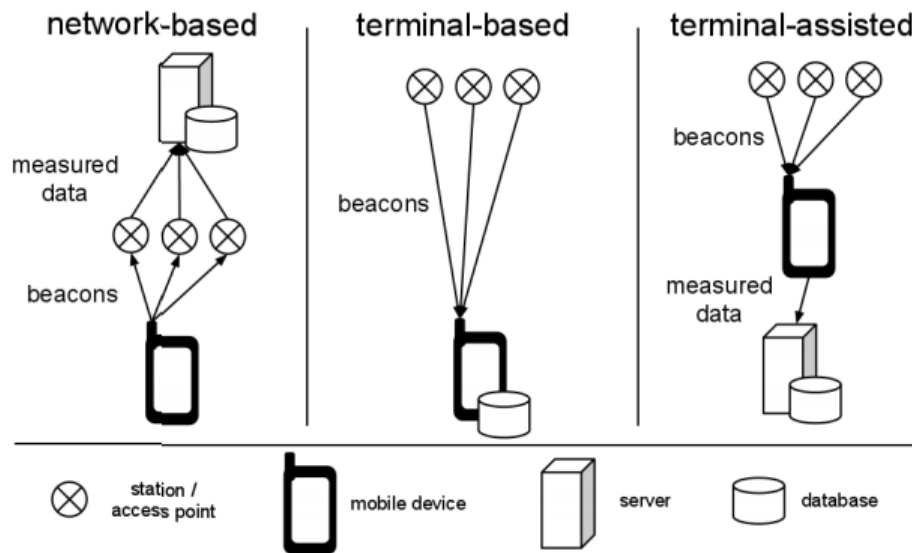 network-based
terminal-based
terminal-assisted
measured
data
beacons
beacons
beacons
measured
data
station /
access point
mobile device
server
database